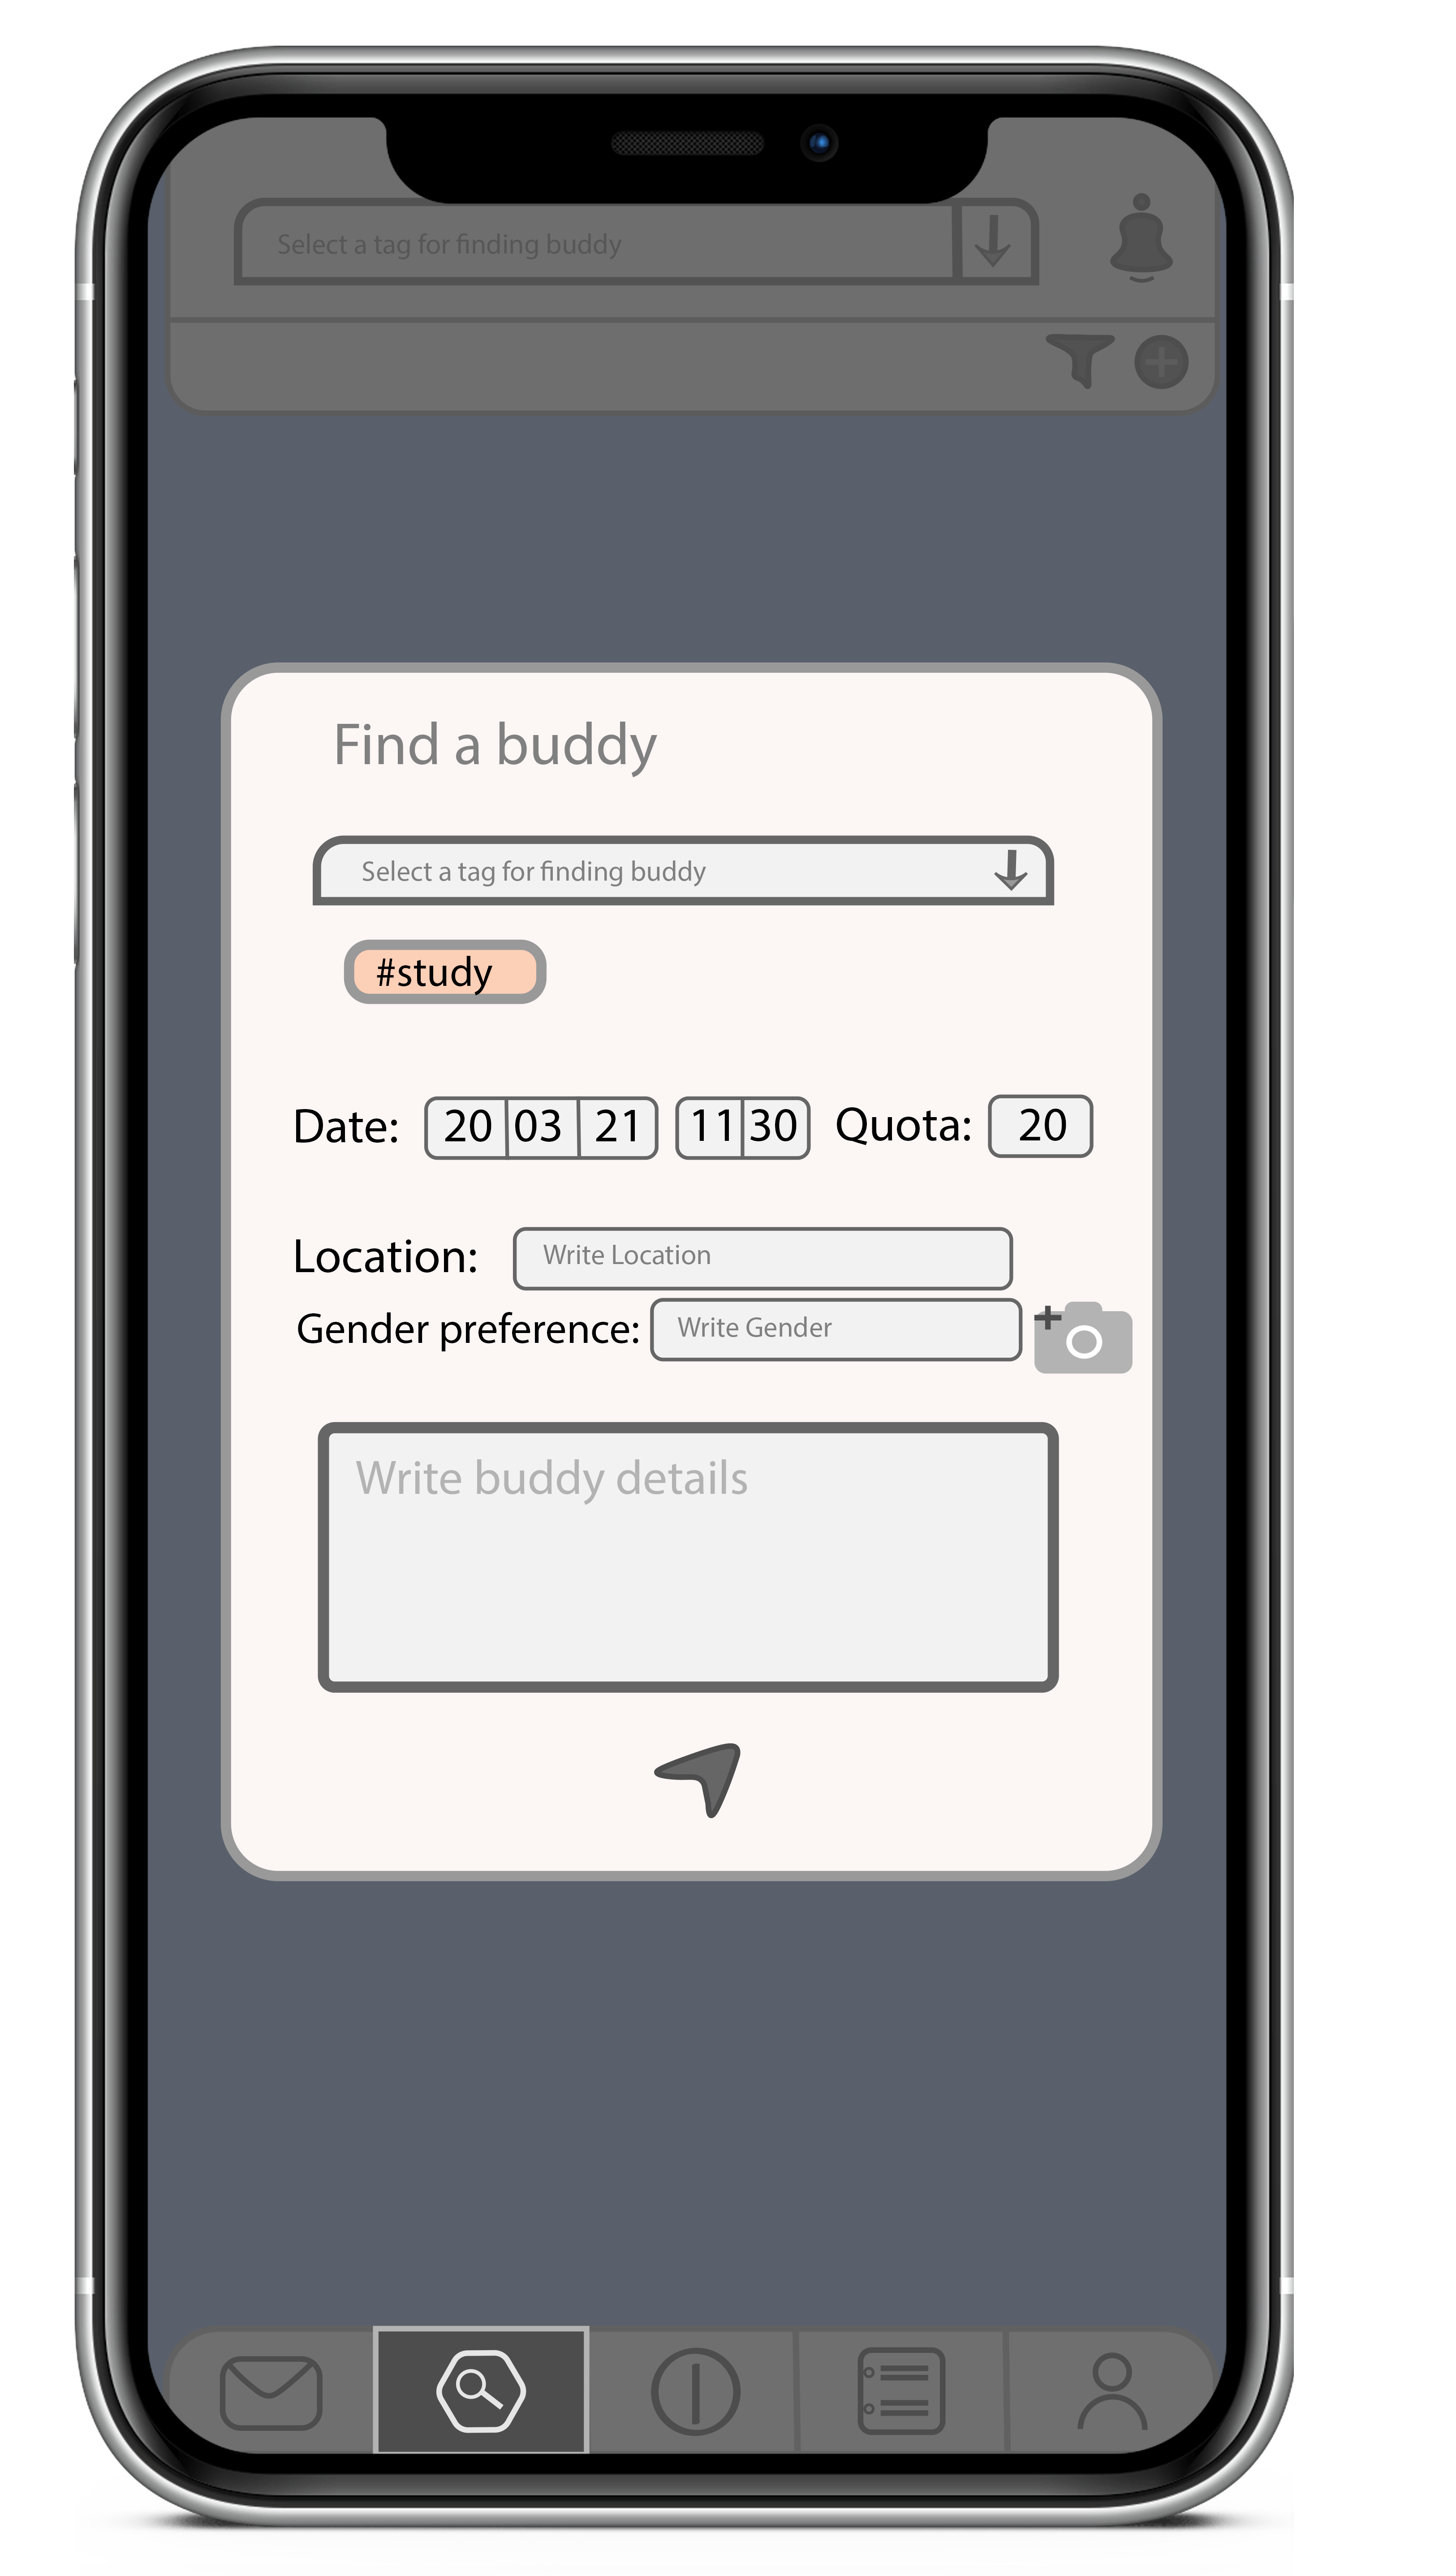 Select a tag for finding buddy
Find a buddy
Select a tag for finding buddy
#study
Date: 20 03 21 11 30 Quota: 20
Location: Write Location
Gender preference: Write Gender
Write buddy details